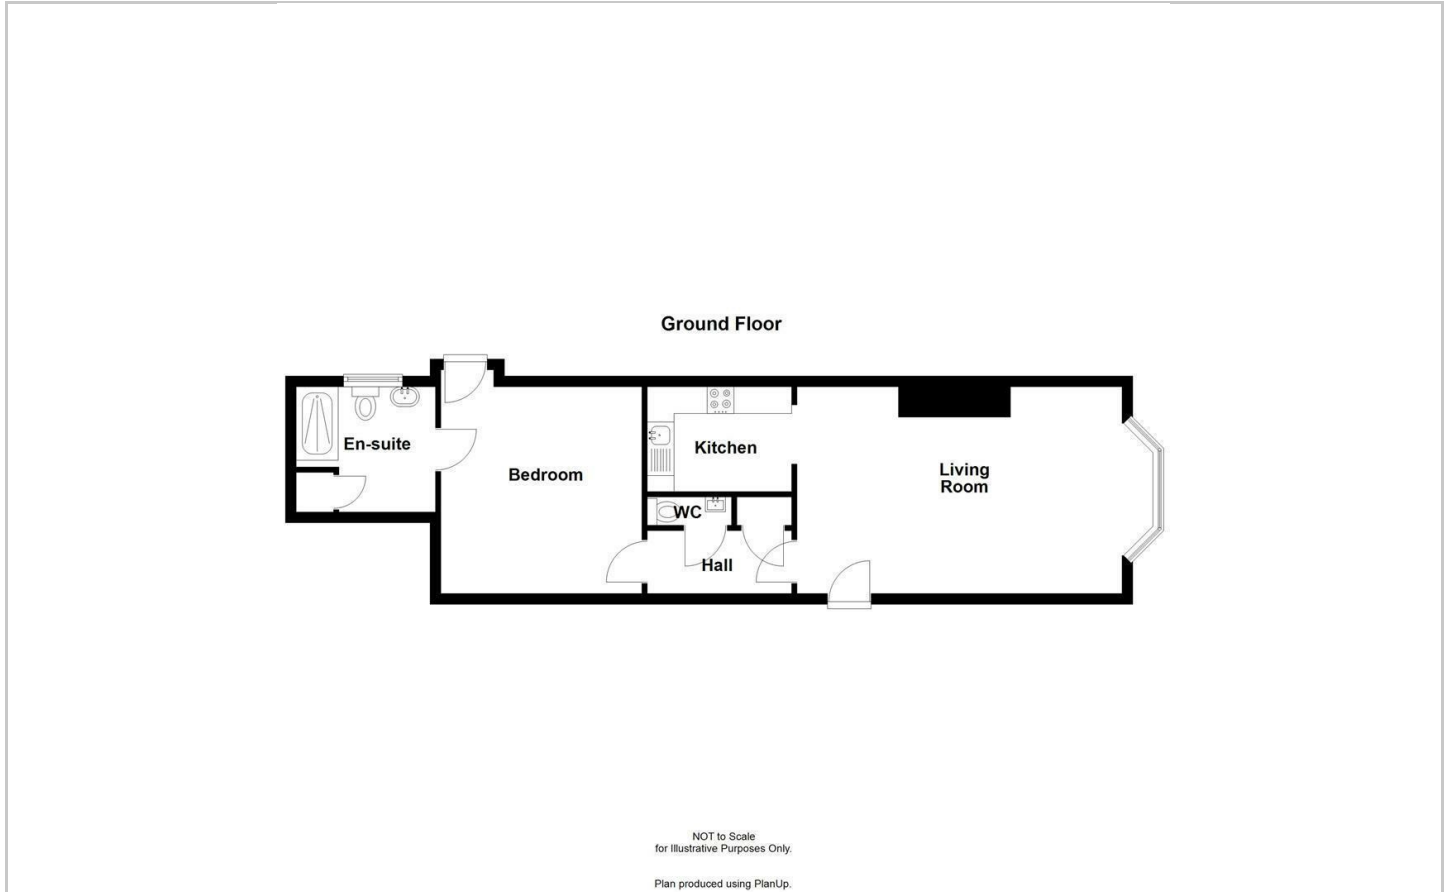 Ground Floor
En-suite
Kitchen
Bedroom
Living
Room
WC
Hall
NOT to Scale
for Illustrative Purposes Only.
Plan produced using PlanUp.